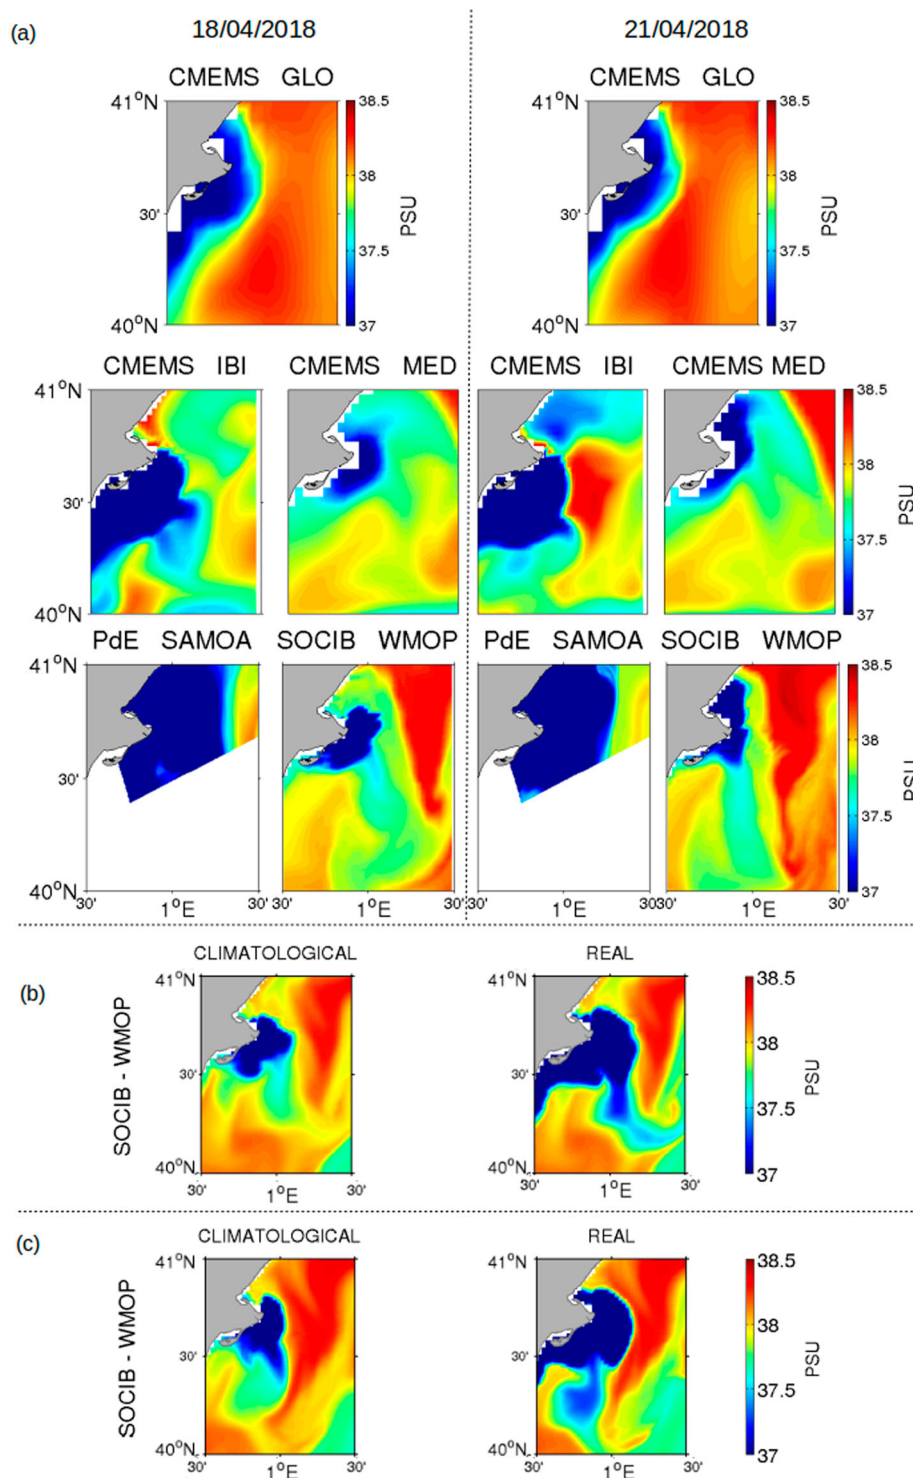 (a)
18/04/2018 21/04/2018
CMEMS GLO CMEMS GLO
41°N 38.5 41°N 38.5
38 38
30' 30'
37.5 37.5
PSU PSU
40°N 37 40°N 37
CMEMS IBI CMEMS MED CMEMS IBI CMEMS MED
41°N 38.5
38
30'
37.5
PSU
40°N 37
PdE SAMOA SOCIB WMOP PdE SAMOA SOCIB WMOP
41°N 38.5
38
30'
37.5
PSU
40°N 37
30' 1°E 30' 30' 1°E 30' 30' 1°E 30' 30' 1°E 30'
(b)
SOCIB - WMOP
CLIMATOLOGICAL REAL
41°N 41°N 38.5
38
30' 30'
37.5
PSU
40°N 40°N 37
30' 1°E 30' 30' 1°E 30'
(c)
SOCIB - WMOP
CLIMATOLOGICAL REAL
41°N 41°N 38.5
38
30' 30'
37.5
PSU
40°N 40°N 37
30' 1°E 30' 30' 1°E 30'